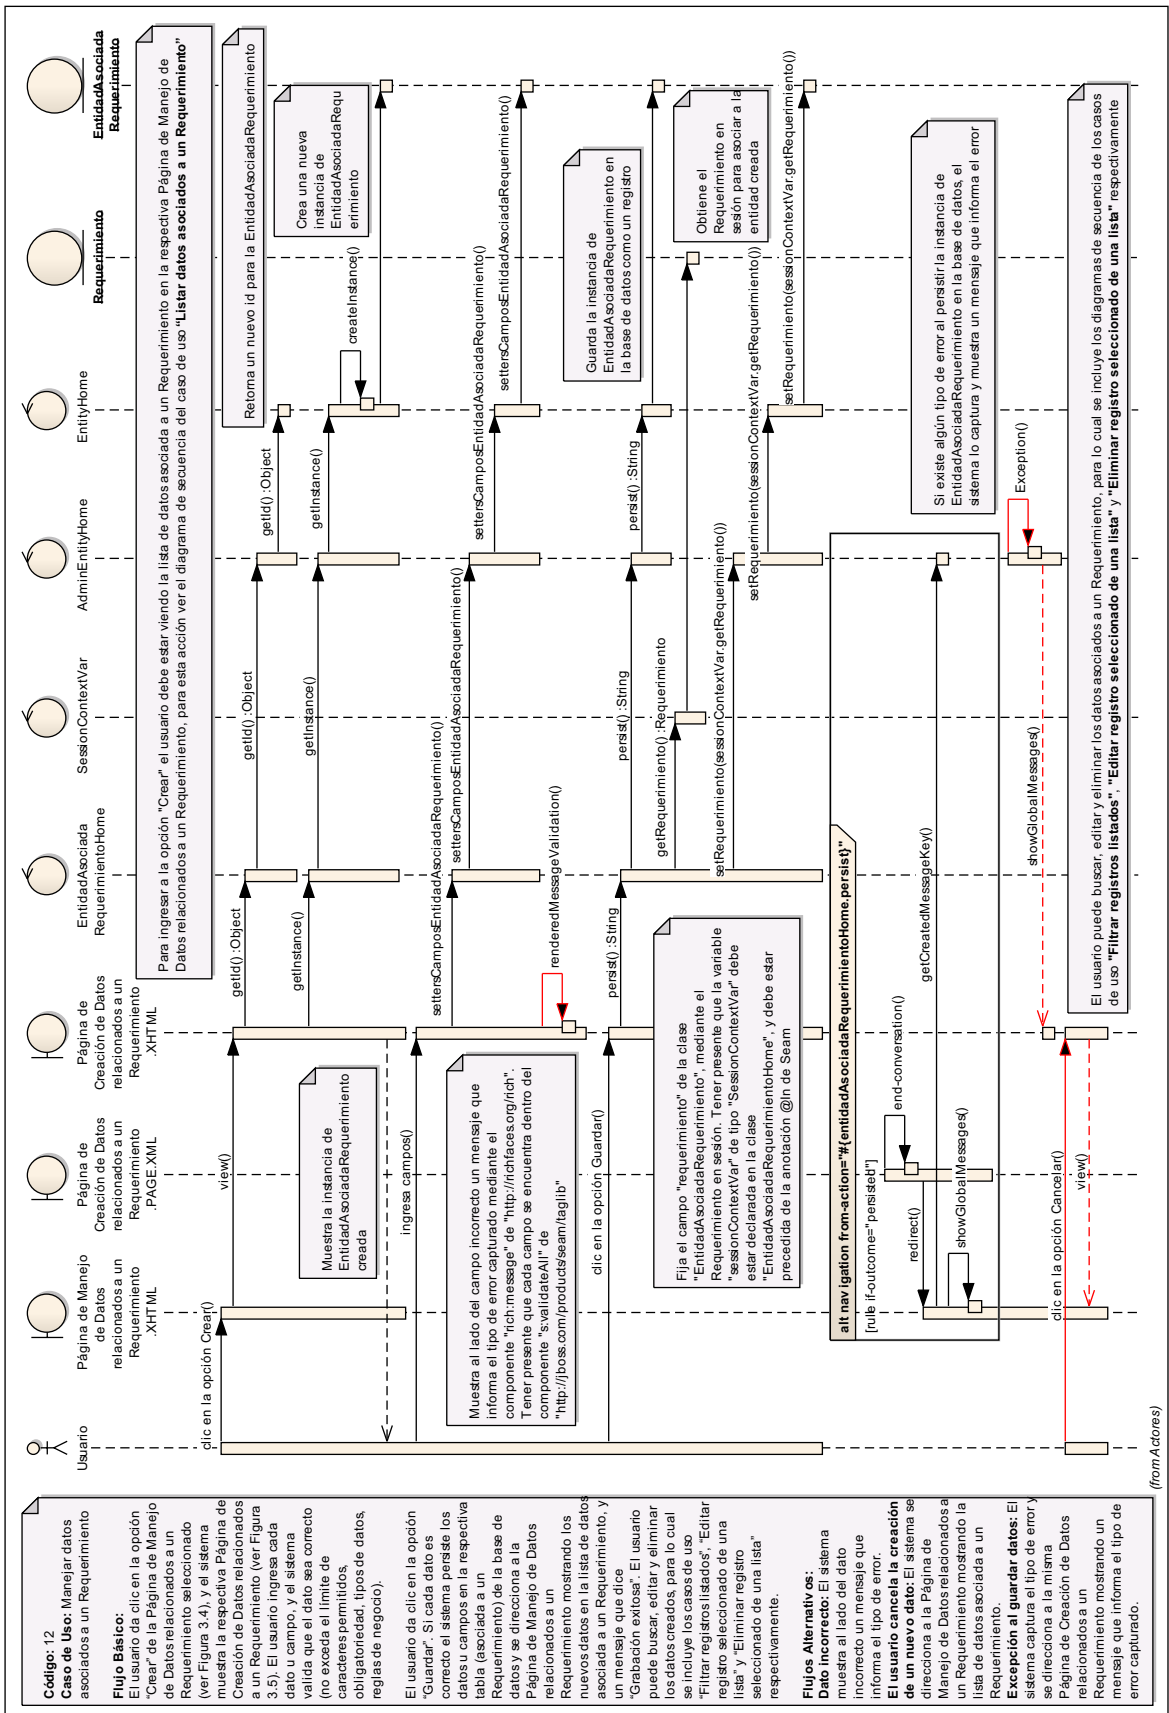 Código: 12
Caso de Uso: Manejar datos
asociados a un Requerimiento
Flujo Básico:
El usuario da clic en la opción
"Crear" de la Página de Manejo
de Datos relacionados a un
Requerimiento seleccionado
(ver Figura 3.4), y el sistema
muestra la respectiva Página de
Creación de Datos relacionados
a un Requerimiento (ver Figura
3.5). El usuario ingresa cada
dato u campo, y el sistema
valida que el dato sea correcto
(no exceda el límite de
caracteres permitidos,
obligatoriedad, tipos de datos,
reglas de negocio).
El usuario da clic en la opción
"Guardar". Si cada dato es
correcto el sistema persiste los
datos u campos en la respectiva
tabla (asociada a un
Requerimiento) de la base de
datos y se direcciona a la
Página de Manejo de Datos
relacionados a un
Requerimiento mostrando los
nuevos datos en la lista de datos
asociada a un Requerimiento, y
un mensaje que dice
"Grabación exitosa". El usuario
puede buscar, editar y eliminar
los datos creados, para lo cual
se incluye los casos de uso
"Filtrar registros listados", "Editar
registro seleccionado de una
lista" y "Eliminar registro
seleccionado de una lista"
respectivamente.
Flujos Alternativos:
Dato incorrecto: El sistema
muestra al lado del dato
incorrecto un mensaje que
informa el tipo de error.
El usuario cancela la creación
de un nuevo dato: El sistema se
direcciona a la Página de
Manejo de Datos relacionados a
un Requerimiento mostrando la
lista de datos asociada a un
Requerimiento.
Excepción al guardar datos: El
sistema captura el tipo de error y
se direcciona a la misma
Página de Creación de Datos
relacionados a un
Requerimiento mostrando un
mensaje que informa el tipo de
error capturado.
Usuario
(from Actores)
Página de Manejo
de Datos
relacionados a un
Requerimiento
.XHTML
Página de
Creación de Datos
relacionados a un
Requerimiento
.PAGE.XML
Página de
Creación de Datos
relacionados a un
Requerimiento
.XHTML
EntidadAsociada
RequerimientoHome
SessionContextVar
AdminEntityHome
EntityHome
Requerimiento
EntidadAsociada
Requerimiento
Para ingresar a la opción "Crear" el usuario debe estar viendo la lista de datos asociada a un Requerimiento en la respectiva Página de Manejo de
Datos relacionados a un Requerimiento, para esta acción ver el diagrama de secuencia del caso de uso "Listar datos asociados a un Requerimiento"
clic en la opción Crear()
view()
getId() :Object
getId() :Object
getId() :Object
Retorna un nuevo id para la EntidadAsociadaRequerimiento
getInstance()
getInstance()
getInstance()
createInstance()
Crea una nueva
instancia de
EntidadAsociadaRequ
erimiento
Muestra la instancia de
EntidadAsociadaRequerimiento
creada
ingresa campos()
settersCamposEntidadAsociadaRequerimiento()
settersCamposEntidadAsociadaRequerimiento()
settersCamposEntidadAsociadaRequerimiento()
settersCamposEntidadAsociadaRequerimiento()
renderedMessageValidation()
Muestra al lado del campo incorrecto un mensaje que
informa el tipo de error capturado mediante el
componente "rich:message" de "http://richfaces.org/rich".
Tener presente que cada campo se encuentra dentro del
componente "s:validateAll" de
"http://jboss.com/products/seam/taglib"
clic en la opción Guardar()
persist() :String
persist() :String
persist() :String
Guarda la instancia de
EntidadAsociadaRequerimiento en
la base de datos como un registro
getRequerimiento() :Requerimiento
Obtiene el
Requerimiento en
sesión para asociar a la
entidad creada
setRequerimiento(sessionContextVar.getRequerimiento())
setRequerimiento(sessionContextVar.getRequerimiento())
setRequerimiento(sessionContextVar.getRequerimiento())
Fija el campo "requerimiento" de la clase
"EntidadAsociadaRequerimiento", mediante el
Requerimiento en sesión. Tener presente que la variable
"sessionContextVar" de tipo "SessionContextVar" debe
estar declarada en la clase
"EntidadAsociadaRequerimientoHome", y debe estar
precedida de la anotación @In de Seam
alt navigation from-action="#{entidadAsociadaRequerimientoHome.persist}"
[rule if-outcome="persisted"]
end-conversation()
redirect()
getCreatedMessageKey()
showGlobalMessages()
Si existe algún tipo de error al persistir la instancia de
EntidadAsociadaRequerimiento en la base de datos, el
sistema lo captura y muestra un mensaje que informa el error
Exception()
showGlobalMessages()
clic en la opción Cancelar()
view()
El usuario puede buscar, editar y eliminar los datos asociados a un Requerimiento, para lo cual se incluye los diagramas de secuencia de los casos
de uso "Filtrar registros listados", "Editar registro seleccionado de una lista" y "Eliminar registro seleccionado de una lista" respectivamente